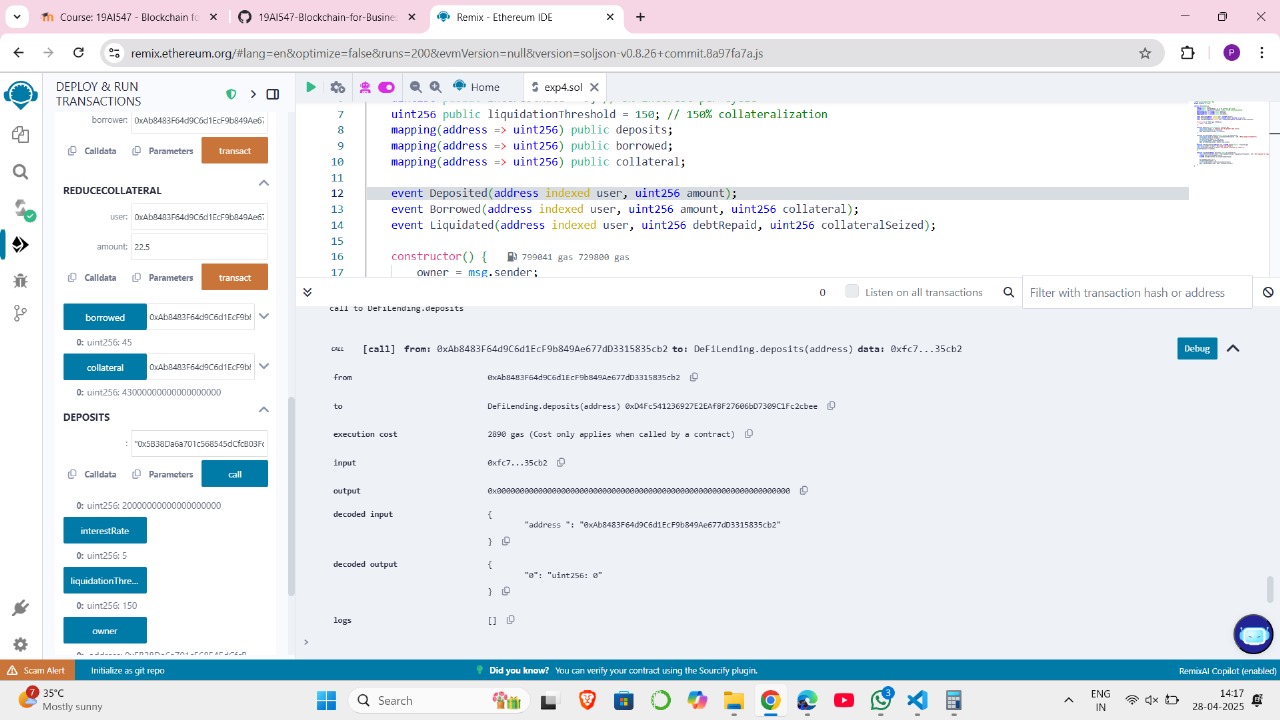 Course: 19AI547 - Blockchain fo
19AI547-Blockchain-for-Busines
Remix - Ethereum IDE
remix.ethereum.org/#lang=en&optimize=false&runs=200&evmVersion=null&version=soljson-v0.8.26+commit.8a97fa7a.js
P
DEPLOY & RUN
TRANSACTIONS
Home
exp4.sol
borrower:
Calldata
Parameters
transact
REDUCECOLLATERAL
user:
amount: 22.5
Calldata
Parameters
transact
borrowed
0: uint256: 45
collateral
0: uint256: 43000000000000000000
DEPOSITS
:
Calldata
Parameters
call
0: uint256: 20000000000000000000
interestRate
0: uint256: 5
liquidationThre...
0: uint256: 150
owner
7 uint256 public liquidationThreshold = 150; // 150% collateralization
8 mapping(address => uint256) public deposits;
9 mapping(address => uint256) public borrowed;
10 mapping(address => uint256) public collateral;
11
12 event Deposited(address indexed user, uint256 amount);
13 event Borrowed(address indexed user, uint256 amount, uint256 collateral);
14 event Liquidated(address indexed user, uint256 debtRepaid, uint256 collateralSeized);
15
16 constructor() { 799041 gas 729800 gas
17 owner = msg.sender;
0
Listen on all transactions
Filter with transaction hash or address
call to DeFiLending.deposits
CALL [call] from: 0xAb8483F64d9C6d1EcF9b849Ae677dD3315835cb2 to: DeFiLending.deposits(address) data: 0xfc7...35cb2
Debug
from 0xAb8483F64d9C6d1EcF9b849Ae677dD3315835cb2
to DeFiLending.deposits(address) 0xD4Fc541236927E2EAf8F27606bD7309C1Fc2cbee
execution cost 2890 gas (Cost only applies when called by a contract)
input 0xfc7...35cb2
output 0x0000000000000000000000000000000000000000000000000000000000000000
decoded input {
"address ": "0xAb8483F64d9C6d1EcF9b849Ae677dD3315835cb2"
}
decoded output {
"0": "uint256: 0"
}
logs []
>
Scam Alert
Initialize as git repo
Did you know? You can verify your contract using the Sourcify plugin.
RemixAI Copilot (enabled)
7
35°C
Mostly sunny
Search
3
ENG
IN
14:17
28-04-2025